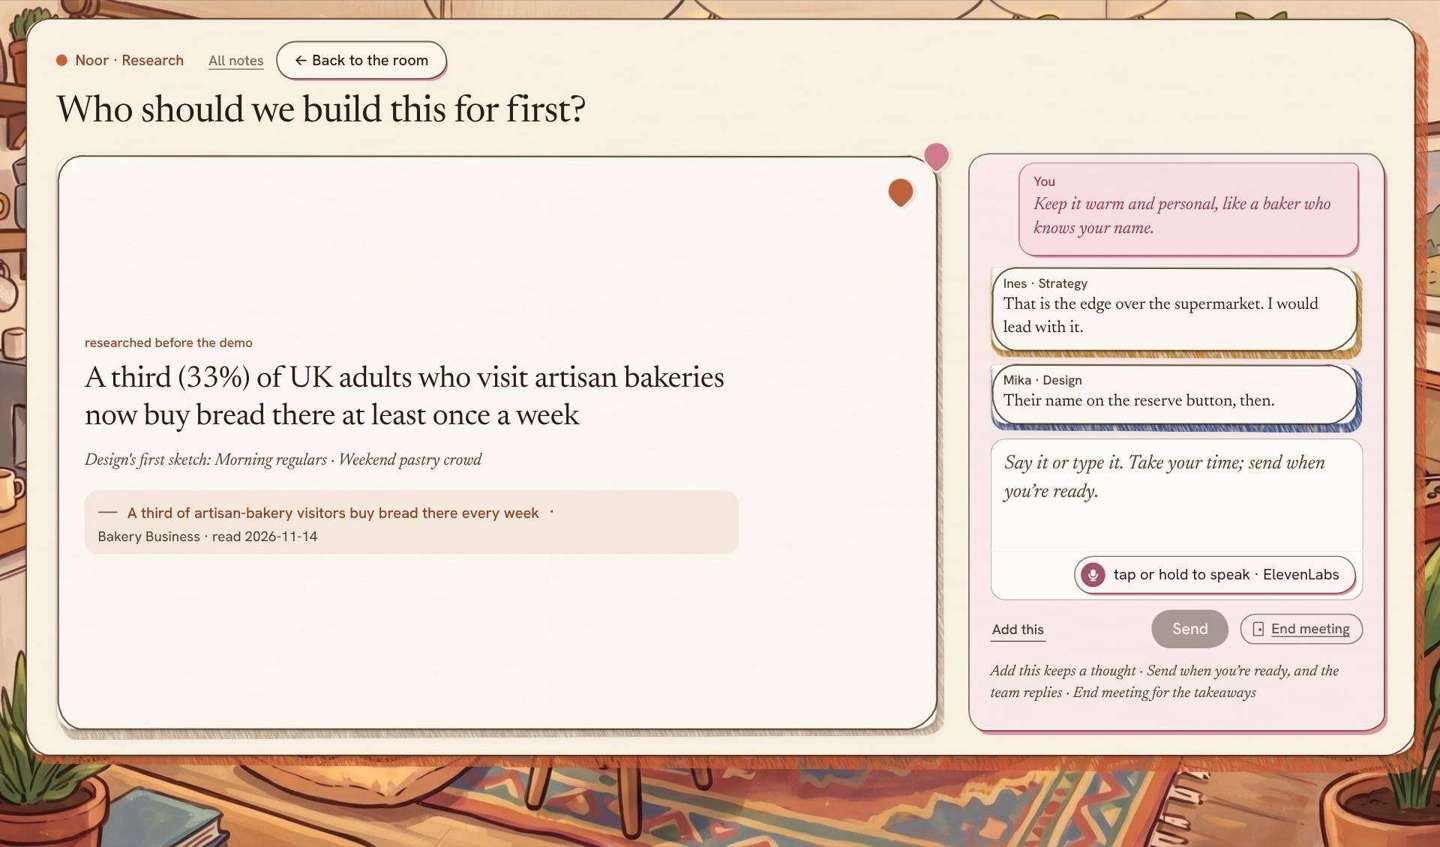 Noor · Research
All notes
← Back to the room
Who should we build this for first?
researched before the demo
A third (33%) of UK adults who visit artisan bakeries
now buy bread there at least once a week
Design's first sketch: Morning regulars · Weekend pastry crowd
— A third of artisan-bakery visitors buy bread there every week ·
Bakery Business · read 2026-11-14
You
Keep it warm and personal, like a baker who
knows your name.
Ines · Strategy
That is the edge over the supermarket. I would
lead with it.
Mika · Design
Their name on the reserve button, then.
Say it or type it. Take your time; send when
you’re ready.
tap or hold to speak · ElevenLabs
Add this
Send
End meeting
Add this keeps a thought · Send when you’re ready, and the
team replies · End meeting for the takeaways